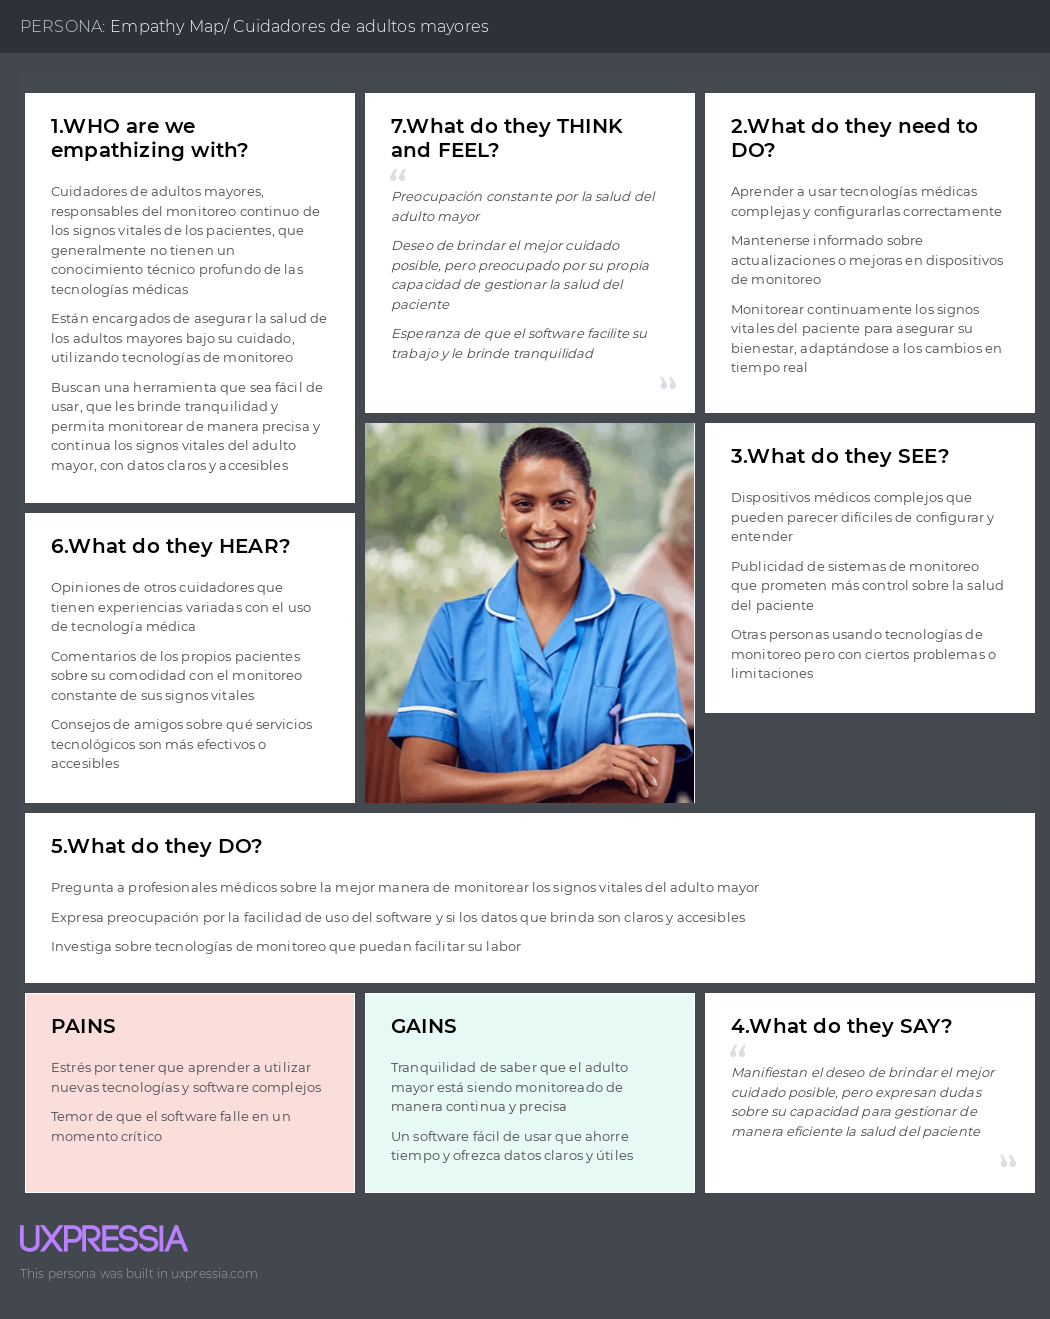 PERSONA: Empathy Map/ Cuidadores de adultos mayores
1.WHO are we
empathizing with?
Cuidadores de adultos mayores,
responsables del monitoreo continuo de
los signos vitales de los pacientes, que
generalmente no tienen un
conocimiento técnico profundo de las
tecnologías médicas
Están encargados de asegurar la salud de
los adultos mayores bajo su cuidado,
utilizando tecnologías de monitoreo
Buscan una herramienta que sea fácil de
usar, que les brinde tranquilidad y
permita monitorear de manera precisa y
continua los signos vitales del adulto
mayor, con datos claros y accesibles
7.What do they THINK
and FEEL?
“
Preocupación constante por la salud del
adulto mayor
Deseo de brindar el mejor cuidado
posible, pero preocupado por su propia
capacidad de gestionar la salud del
paciente
Esperanza de que el software facilite su
trabajo y le brinde tranquilidad
”
2.What do they need to
DO?
Aprender a usar tecnologías médicas
complejas y configurarlas correctamente
Mantenerse informado sobre
actualizaciones o mejoras en dispositivos
de monitoreo
Monitorear continuamente los signos
vitales del paciente para asegurar su
bienestar, adaptándose a los cambios en
tiempo real
3.What do they SEE?
Dispositivos médicos complejos que
pueden parecer difíciles de configurar y
entender
Publicidad de sistemas de monitoreo
que prometen más control sobre la salud
del paciente
Otras personas usando tecnologías de
monitoreo pero con ciertos problemas o
limitaciones
6.What do they HEAR?
Opiniones de otros cuidadores que
tienen experiencias variadas con el uso
de tecnología médica
Comentarios de los propios pacientes
sobre su comodidad con el monitoreo
constante de sus signos vitales
Consejos de amigos sobre qué servicios
tecnológicos son más efectivos o
accesibles
5.What do they DO?
Pregunta a profesionales médicos sobre la mejor manera de monitorear los signos vitales del adulto mayor
Expresa preocupación por la facilidad de uso del software y si los datos que brinda son claros y accesibles
Investiga sobre tecnologías de monitoreo que puedan facilitar su labor
PAINS
Estrés por tener que aprender a utilizar
nuevas tecnologías y software complejos
Temor de que el software falle en un
momento crítico
GAINS
Tranquilidad de saber que el adulto
mayor está siendo monitoreado de
manera continua y precisa
Un software fácil de usar que ahorre
tiempo y ofrezca datos claros y útiles
4.What do they SAY?
“
Manifiestan el deseo de brindar el mejor
cuidado posible, pero expresan dudas
sobre su capacidad para gestionar de
manera eficiente la salud del paciente
”
UXPRESSIA
This persona was built in uxpressia.com